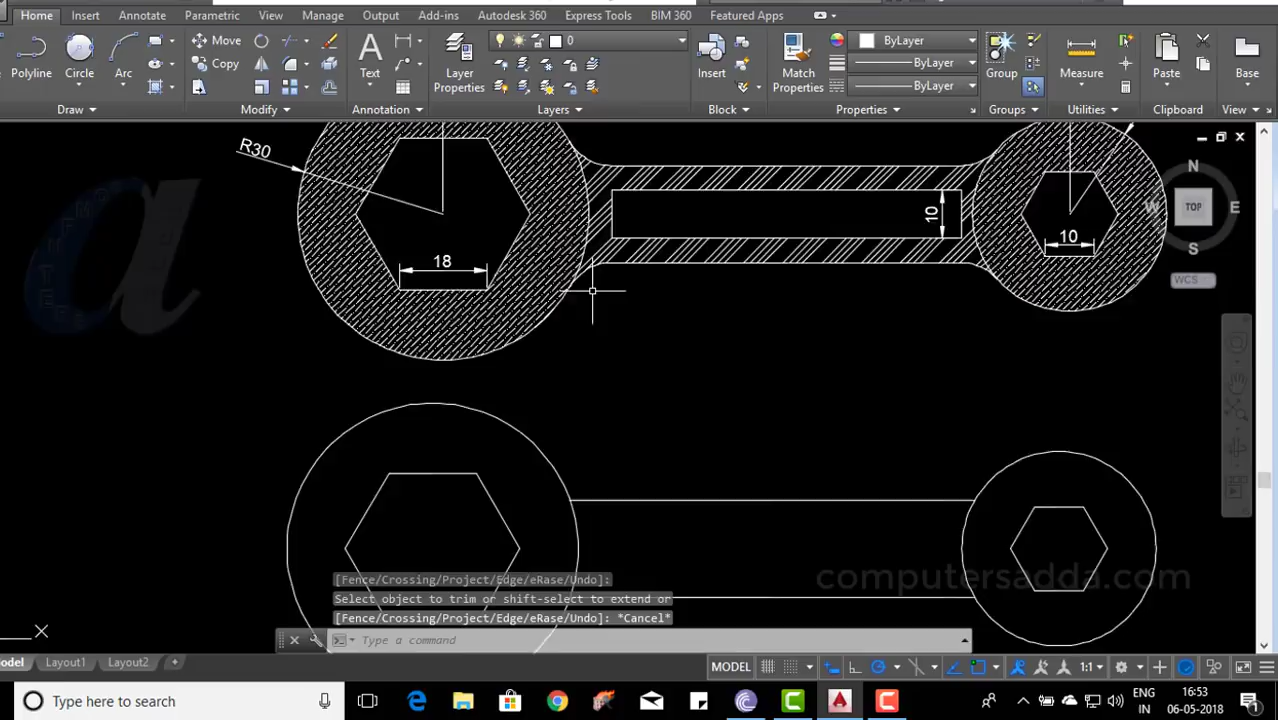 Home Insert Annotate Parametric View Manage Output Add-ins Autodesk 360 Express Tools BIM 360 Featured Apps
Move
0
ByLayer
Copy
ByLayer
Polyline Circle Arc Text Layer Properties Insert Match Properties Group Measure Paste Base
ByLayer
Draw Modify Annotation Layers Block Properties Groups Utilities Clipboard View
R30
N
W TOP E
10
S
10
18
WCS
computersadda.com
[Fence/Crossing/Project/Edge/eRase/Undo]:
Select object to trim or shift-select to extend or
[Fence/Crossing/Project/Edge/eRase/Undo]: *Cancel*
X Type a command
odel Layout1 Layout2 + MODEL 1:1
Type here to search ENG 16:53
IN 06-05-2018 1